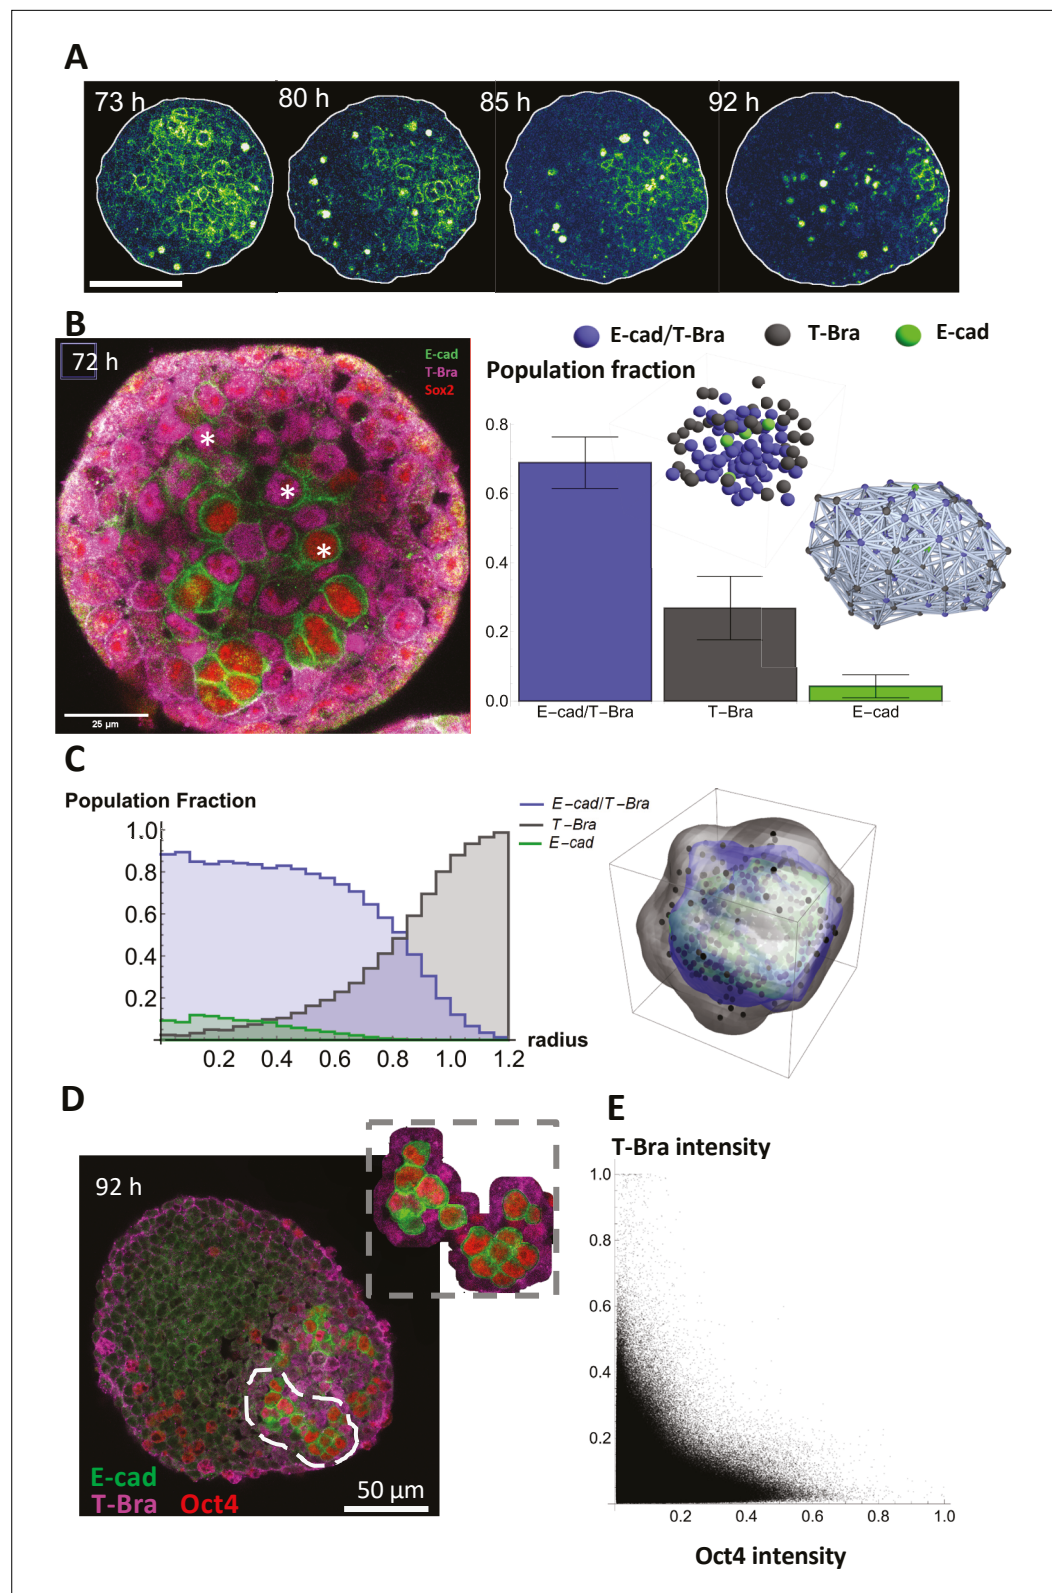 A
73 h 80 h 85 h 92 h
B
72 h
E-cad
T-Bra
Sox2
*
*
*
25 µm
E-cad/T-Bra T-Bra E-cad
Population fraction
0.8
0.6
0.4
0.2
0.0
E-cad/T-Bra T-Bra E-cad
C
Population Fraction
1.0
0.8
0.6
0.4
0.2
0.2 0.4 0.6 0.8 1.0 1.2
radius
E-cad/T-Bra
T-Bra
E-cad
D
92 h
E-cad
T-Bra Oct4
50 µm
E
T-Bra intensity
1.0
0.8
0.6
0.4
0.2
0.2 0.4 0.6 0.8 1.0
Oct4 intensity